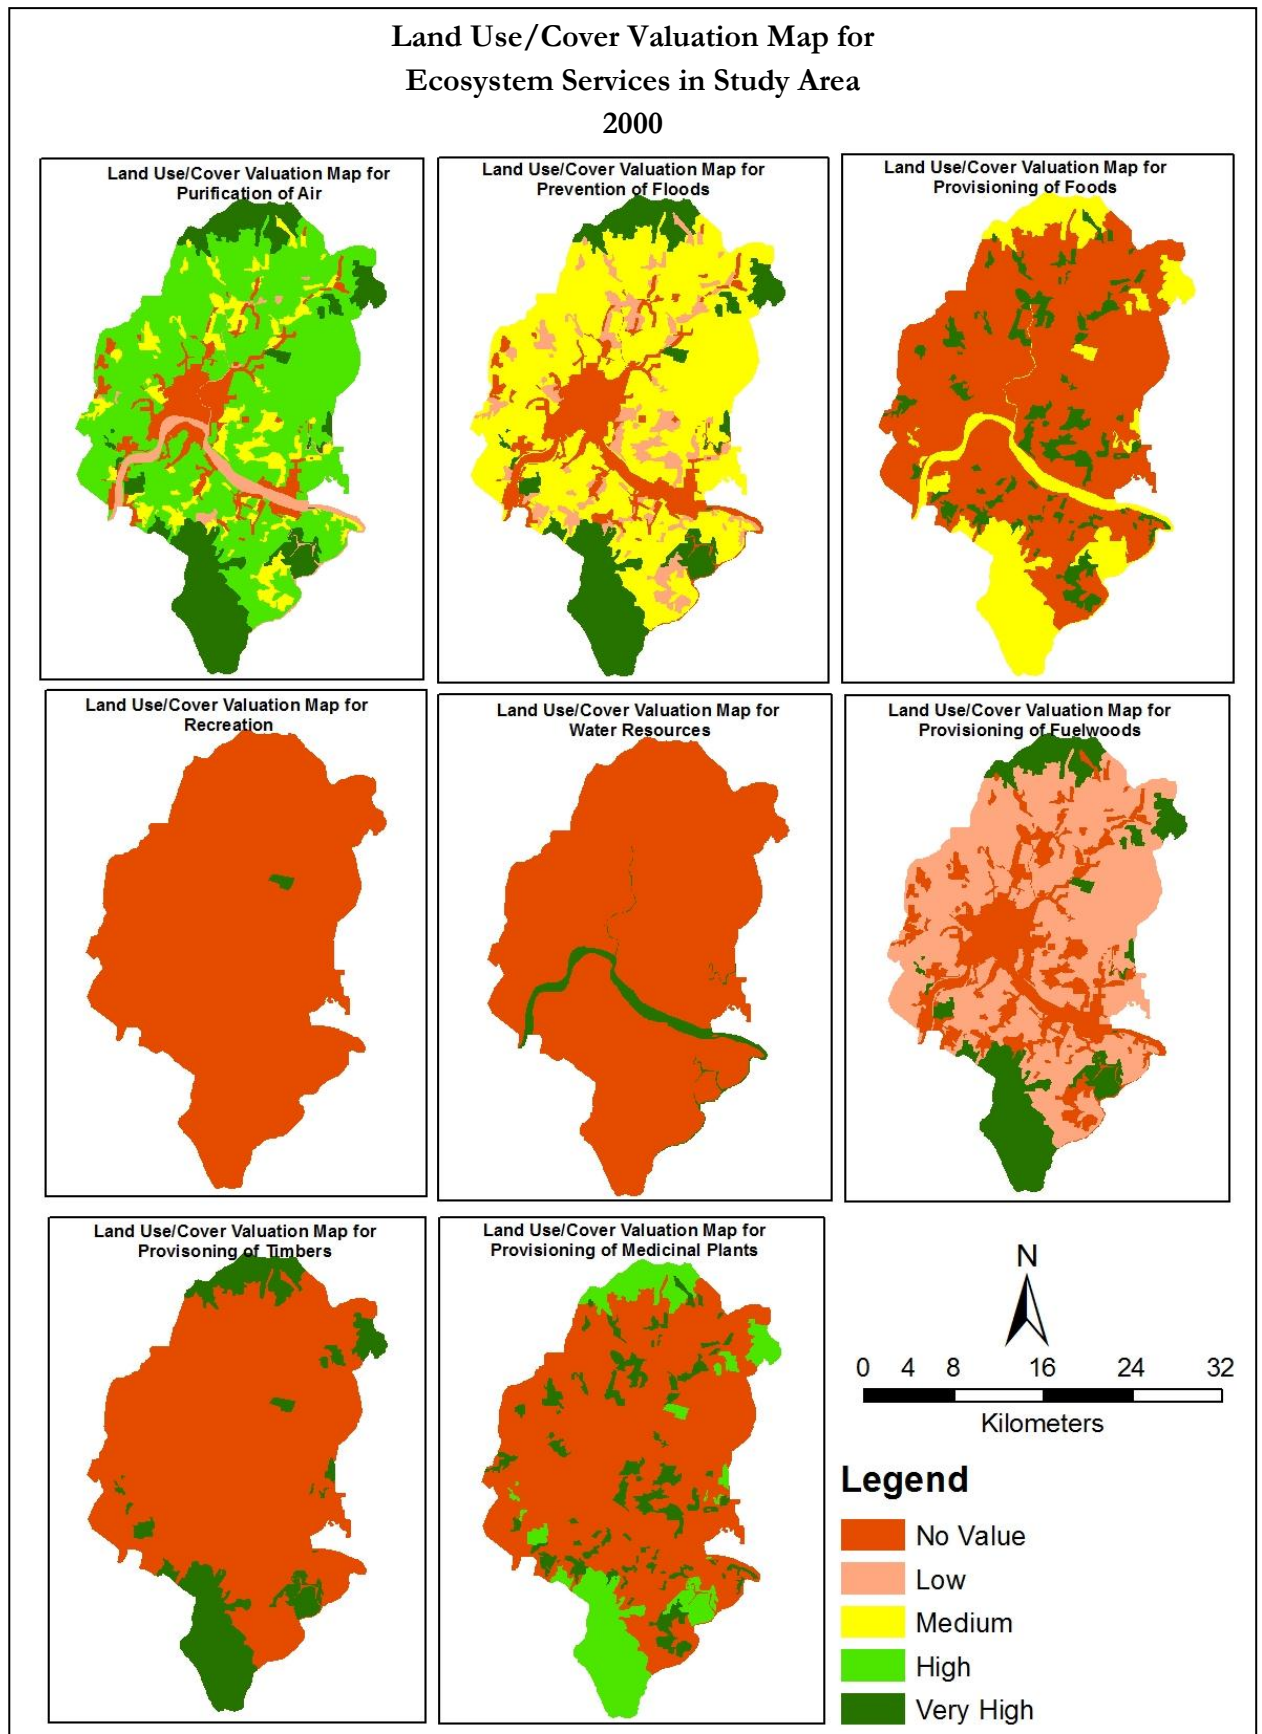 Land Use/Cover Valuation Map for
Ecosystem Services in Study Area
2000
Land Use/Cover Valuation Map for
Purification of Air
Land Use/Cover Valuation Map for
Prevention of Floods
Land Use/Cover Valuation Map for
Provisioning of Foods
Land Use/Cover Valuation Map for
Recreation
Land Use/Cover Valuation Map for
Water Resources
Land Use/Cover Valuation Map for
Provisioning of Fuelwoods
Land Use/Cover Valuation Map for
Provisoning of Timbers
Land Use/Cover Valuation Map for
Provisioning of Medicinal Plants
N
0 4 8 16 24 32
Kilometers
Legend
No Value
Low
Medium
High
Very High